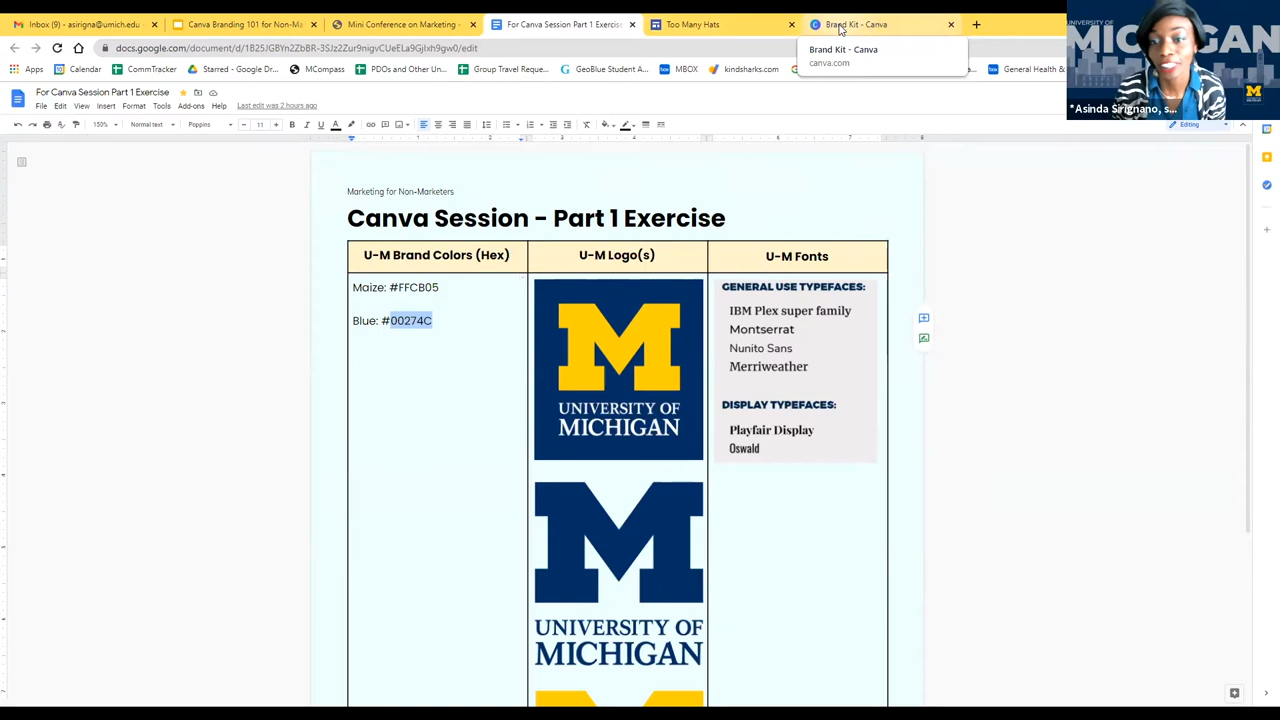 Inbox (9) - asirigna@umich.edu
Canva Branding 101 for Non-Ma
Mini Conference on Marketing -
For Canva Session Part 1 Exercis
Too Many Hats
Brand Kit - Canva
docs.google.com/document/d/1B25JGBYn2ZbBR-3SJz2Zur9nigvCUeELa9Gjlxh9gw0/edit
Brand Kit - Canva
canva.com
Apps
Calendar
CommTracker
Starred - Google Dr...
MCompass
PDOs and Other Un...
Group Travel Reque...
GeoBlue Student A...
MBOX
kindsharks.com
General Health &
MICHIGAN
*Asinda Sirignano, s...
For Canva Session Part 1 Exercise
File Edit View Insert Format Tools Add-ons Help Last edit was 2 hours ago
150% Normal text Poppins 11 Editing
Marketing for Non-Marketers
Canva Session - Part 1 Exercise
U-M Brand Colors (Hex)
U-M Logo(s)
U-M Fonts
Maize: #FFCB05
Blue: #00274C
UNIVERSITY OF
MICHIGAN
UNIVERSITY OF
MICHIGAN
GENERAL USE TYPEFACES:
IBM Plex super family
Montserrat
Nunito Sans
Merriweather
DISPLAY TYPEFACES:
Playfair Display
Oswald